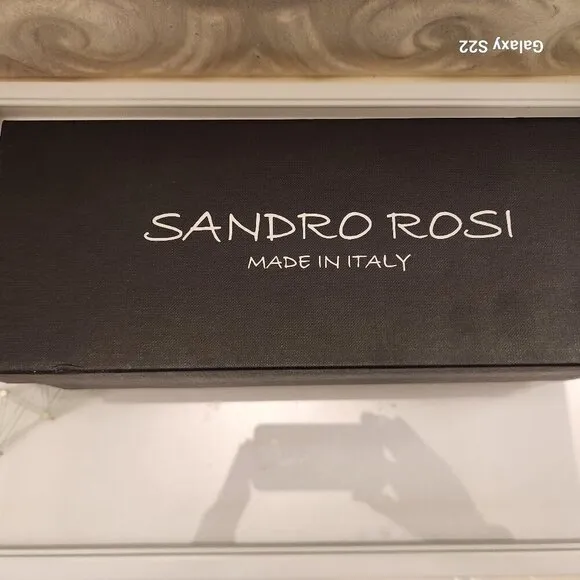 Galaxy S22
SANDRO ROSI
MADE IN ITALY